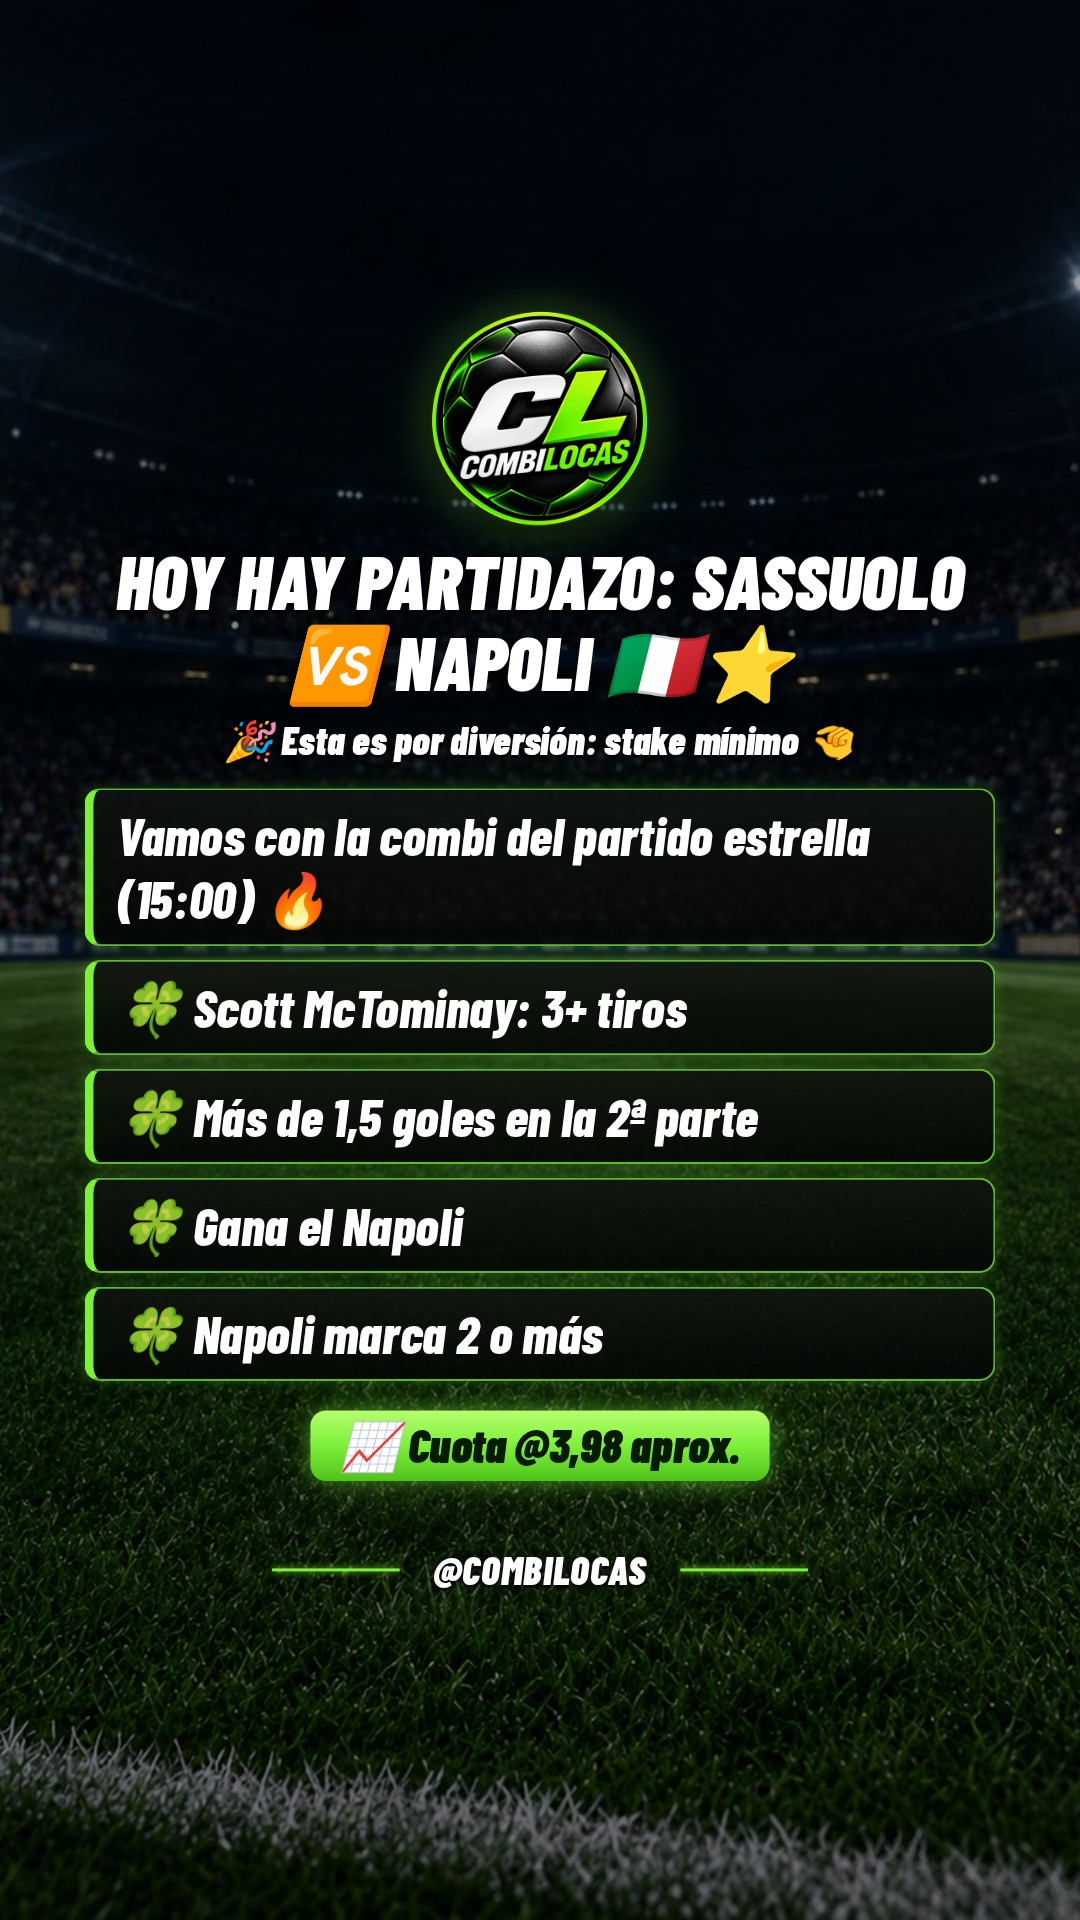 CL
COMBILOCAS
HOY HAY PARTIDAZO: SASSUOLO
🆚 NAPOLI 🇮🇹⭐
🎉 Esta es por diversión: stake mínimo 🤏
Vamos con la combi del partido estrella
(15:00) 🔥
🍀 Scott McTominay: 3+ tiros
🍀 Más de 1,5 goles en la 2ª parte
🍀 Gana el Napoli
🍀 Napoli marca 2 o más
📈 Cuota @3,98 aprox.
@COMBILOCAS